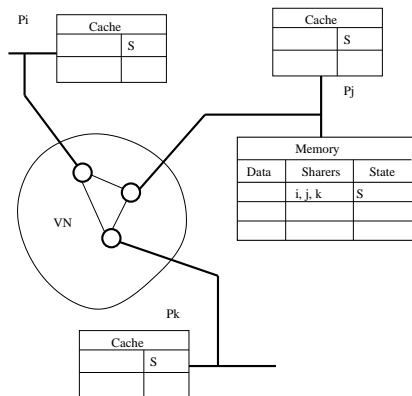 Pi
Cache
S
Cache
S
Pj
Memory
Data Sharers State
i, j, k S
VN
Pk
Cache
S